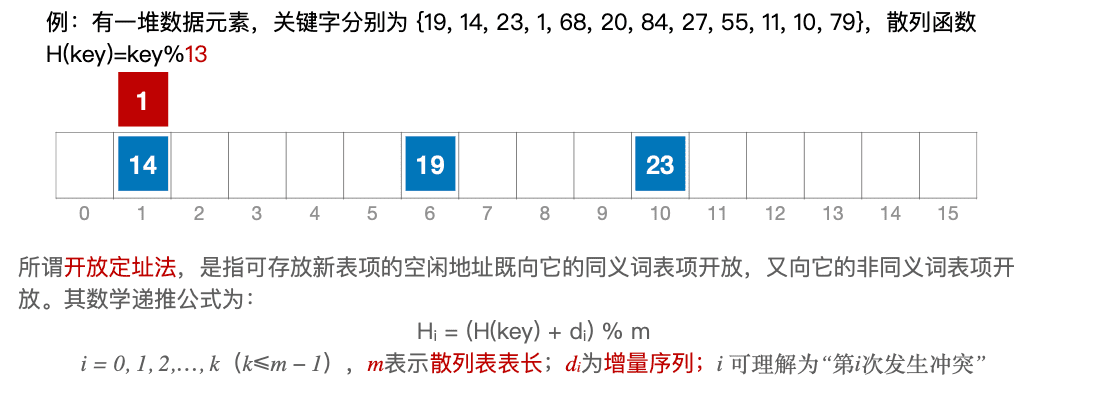 例：有一堆数据元素，关键字分别为 {19, 14, 23, 1, 68, 20, 84, 27, 55, 11, 10, 79}，散列函数
H(key)=key%13
1
14 19 23
0 1 2 3 4 5 6 7 8 9 10 11 12 13 14 15
所谓开放定址法，是指可存放新表项的空闲地址既向它的同义词表项开放，又向它的非同义词表项开
放。其数学递推公式为：
Hᵢ = (H(key) + dᵢ) % m
i = 0, 1, 2,…, k（k≤m – 1），m表示散列表表长；dᵢ为增量序列；i 可理解为“第i次发生冲突”